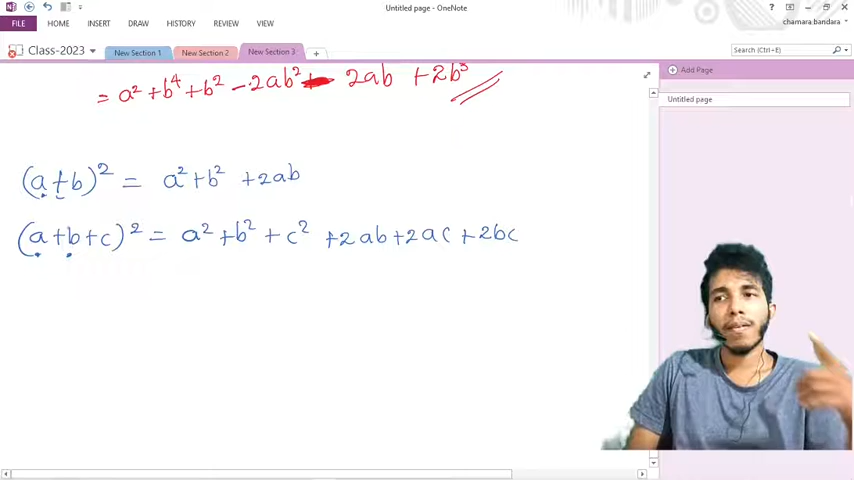 Untitled page - OneNote
FILE HOME INSERT DRAW HISTORY REVIEW VIEW
chamara.bandara
Class-2023 New Section 1 New Section 2 New Section 3 +
Search (Ctrl+E)
Add Page
Untitled page
= a² + b⁴ + b² - 2ab² - 2ab + 2b³
(a+b)² = a² + b² + 2ab
(a+b+c)² = a² + b² + c² + 2ab + 2ac + 2bc